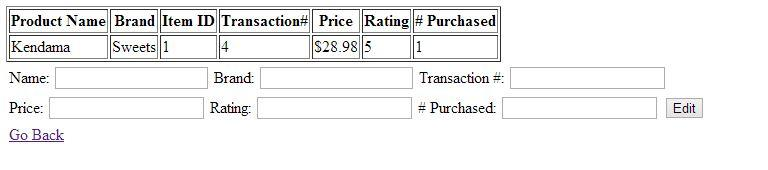 Product Name Brand Item ID Transaction# Price Rating # Purchased
Kendama Sweets 1 4 $28.98 5 1
Name: Brand: Transaction #:
Price: Rating: # Purchased: Edit
Go Back